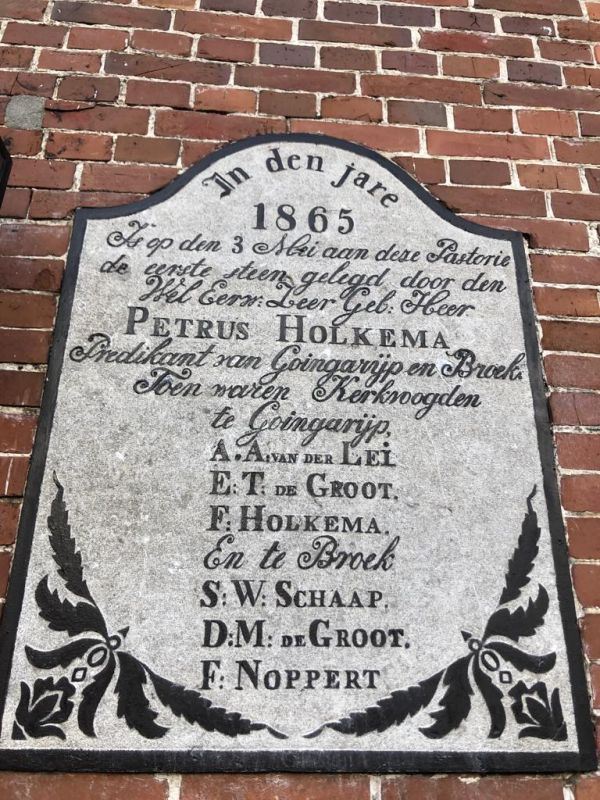 In den jare
1865
Is op den 3 Mei aan deze Pastorie
de eerste steen gelegd door den
Wel Eerw: Zeer Gel: Heer
PETRUS HOLKEMA
Predikant van Goingarijp en Broek.
Toen waren Kerkvoogden
te Goingarijp.
A. A: VAN DER LEI
E: T: DE GROOT.
F: HOLKEMA.
En te Broek
S: W: SCHAAP.
D: M: DE GROOT.
F: NOPPERT